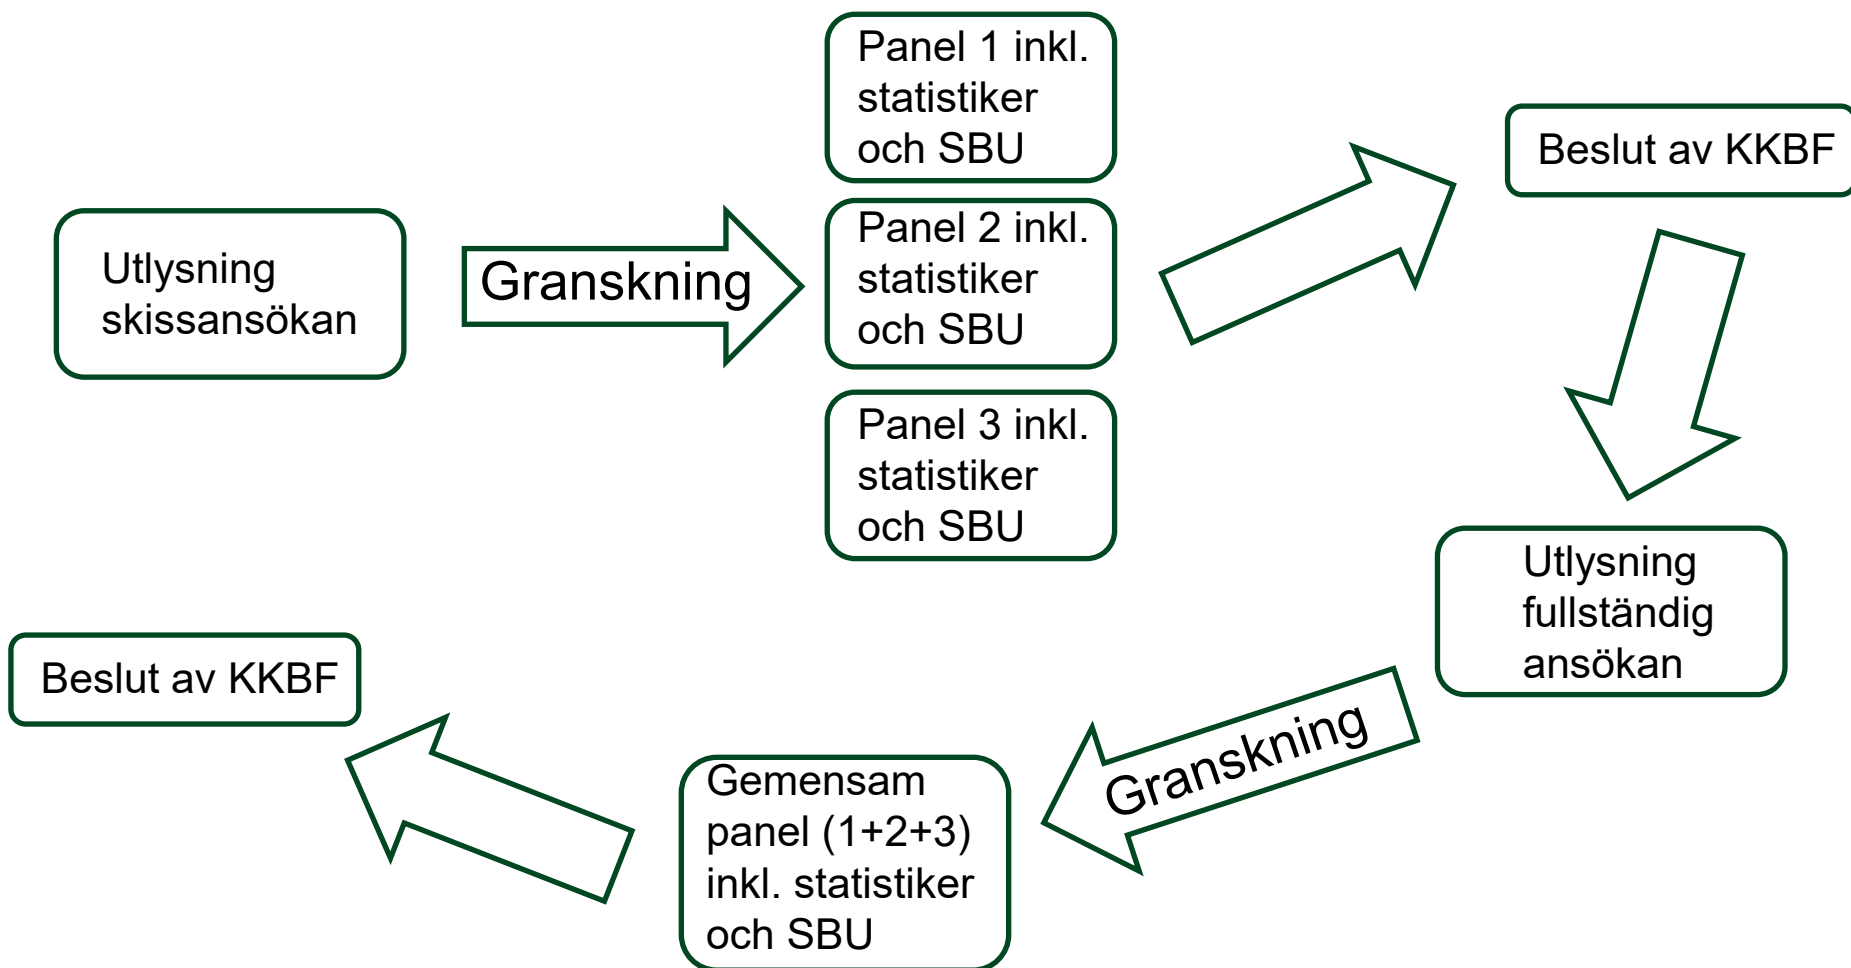 Utlysning
skissansökan
Granskning
Panel 1 inkl.
statistiker
och SBU
Panel 2 inkl.
statistiker
och SBU
Panel 3 inkl.
statistiker
och SBU
Beslut av KKBF
Utlysning
fullständig
ansökan
Granskning
Gemensam
panel (1+2+3)
inkl. statistiker
och SBU
Beslut av KKBF